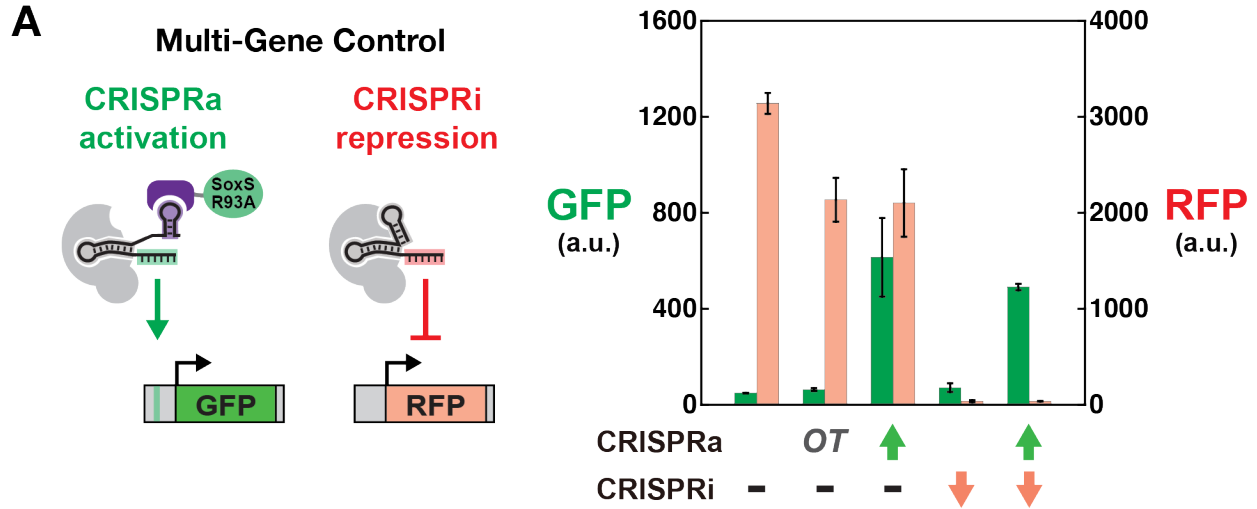 A
Multi-Gene Control
CRISPRa
activation
CRISPRi
repression
SoxS
R93A
GFP
RFP
1600
1200
800
400
0
GFP
(a.u.)
4000
3000
2000
1000
0
RFP
(a.u.)
CRISPRa OT
CRISPRi - - -